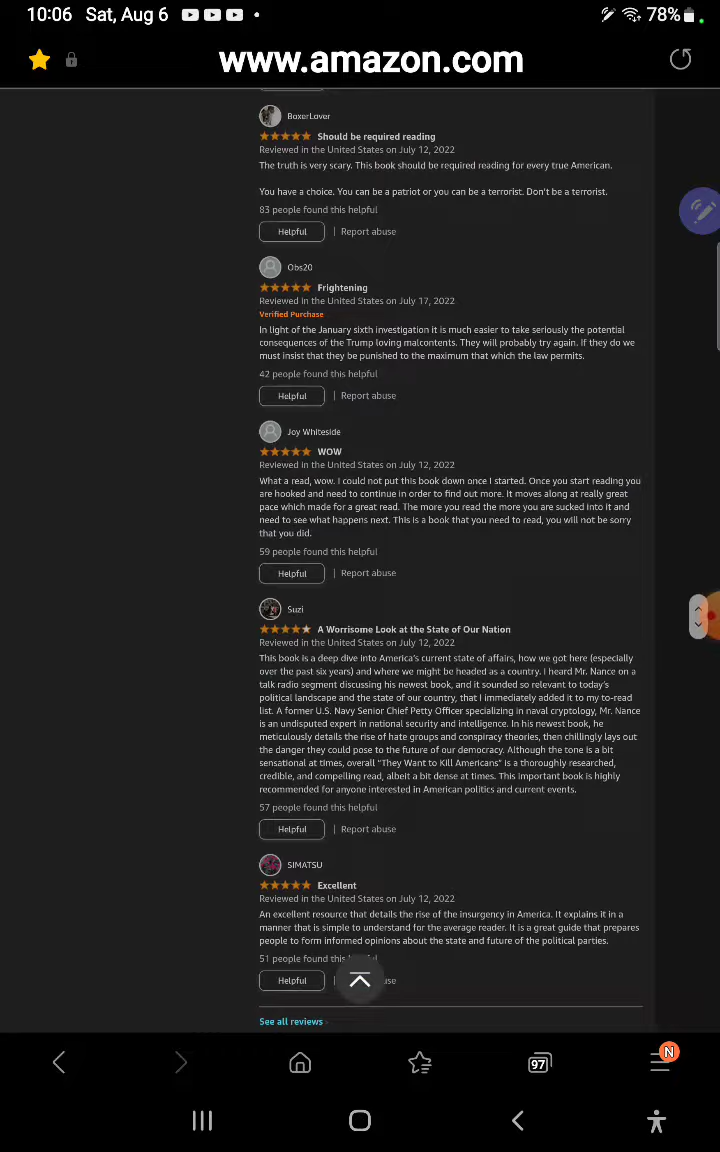 10:06 Sat, Aug 6 78%
www.amazon.com
BoxerLover
Should be required reading
Reviewed in the United States on July 12, 2022
The truth is very scary. This book should be required reading for every true American.
You have a choice. You can be a patriot or you can be a terrorist. Don't be a terrorist.
83 people found this helpful
Helpful | Report abuse
Obs20
Frightening
Reviewed in the United States on July 17, 2022
Verified Purchase
In light of the January sixth investigation it is much easier to take seriously the potential
consequences of the Trump loving malcontents. They will probably try again. If they do we
must insist that they be punished to the maximum that which the law permits.
42 people found this helpful
Helpful | Report abuse
Joy Whiteside
WOW
Reviewed in the United States on July 12, 2022
What a read, wow. I could not put this book down once I started. Once you start reading you
are hooked and need to continue in order to find out more. It moves along at really great
pace which made for a great read. The more you read the more you are sucked into it and
need to see what happens next. This is a book that you need to read, you will not be sorry
that you did.
59 people found this helpful
Helpful | Report abuse
Suzi
A Worrisome Look at the State of Our Nation
Reviewed in the United States on July 12, 2022
This book is a deep dive into America's current state of affairs, how we got here (especially
over the past six years) and where we might be headed as a country. I heard Mr. Nance on a
talk radio segment discussing his newest book, and it sounded so relevant to today's
political landscape and the state of our country, that I immediately added it to my to-read
list. A former U.S. Navy Senior Chief Petty Officer specializing in naval cryptology, Mr. Nance
is an undisputed expert in national security and intelligence. In his newest book, he
meticulously details the rise of hate groups and conspiracy theories, then chillingly lays out
the danger they could pose to the future of our democracy. Although the tone is a bit
sensational at times, overall "They Want to Kill Americans" is a thoroughly researched,
credible, and compelling read, albeit a bit dense at times. This important book is highly
recommended for anyone interested in American politics and current events.
57 people found this helpful
Helpful | Report abuse
SIMATSU
Excellent
Reviewed in the United States on July 12, 2022
An excellent resource that details the rise of the insurgency in America. It explains it in a
manner that is simple to understand for the average reader. It is a great guide that prepares
people to form informed opinions about the state and future of the political parties.
51 people found this
Helpful |
See all reviews
97
N